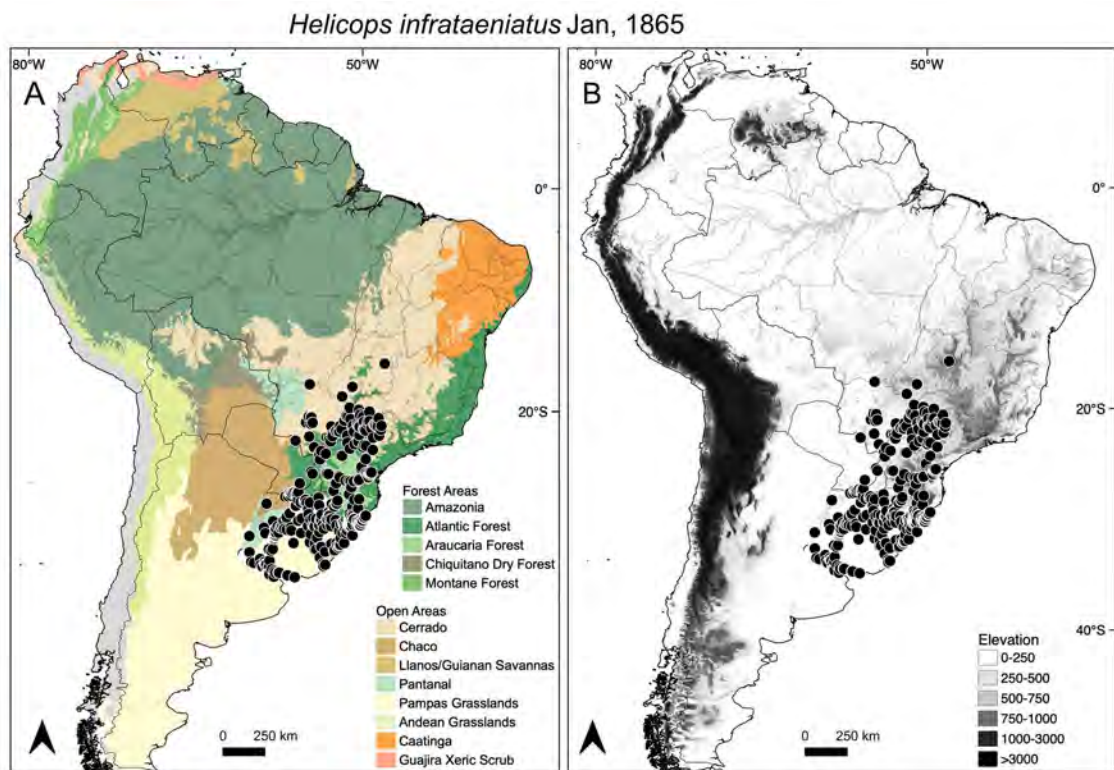 Helicops infrataeniatus Jan, 1865
80°W
50°W
A
0°
20°S
Forest Areas
Amazonia
Atlantic Forest
Araucaria Forest
Chiquitano Dry Forest
Montane Forest
Open Areas
Cerrado
Chaco
Llanos/Guianan Savannas
Pantanal
Pampas Grasslands
Andean Grasslands
Caatinga
Guajira Xeric Scrub
0 250 km
80°W
50°W
B
0°
20°S
40°S
Elevation
0-250
250-500
500-750
750-1000
1000-3000
>3000
0 250 km